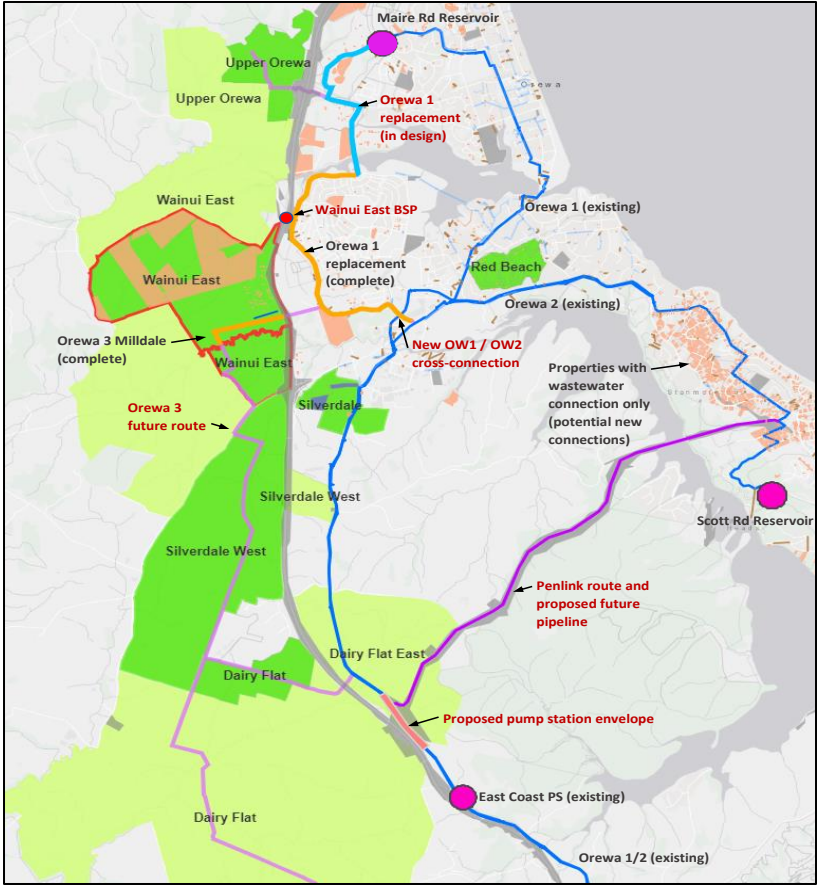 Maire Rd Reservoir
Upper Orewa
Orewa
Upper Orewa
Orewa 1
replacement
(in design)
Wainui East
Wainui East BSP
Orewa 1 (existing)
Orewa 1
replacement
(complete)
Red Beach
Wainui East
Orewa 2 (existing)
Orewa 3 Milldale
(complete)
New OW1 / OW2
cross-connection
Wainui East
Properties with
wastewater
connection only
(potential new
connections)
Silverdale
Orewa 3
future route
Silverdale West
Scott Rd Reservoir
Silverdale West
Penlink route and
proposed future
pipeline
Dairy Flat East
Dairy Flat
Proposed pump station envelope
East Coast PS (existing)
Dairy Flat
Orewa 1/2 (existing)